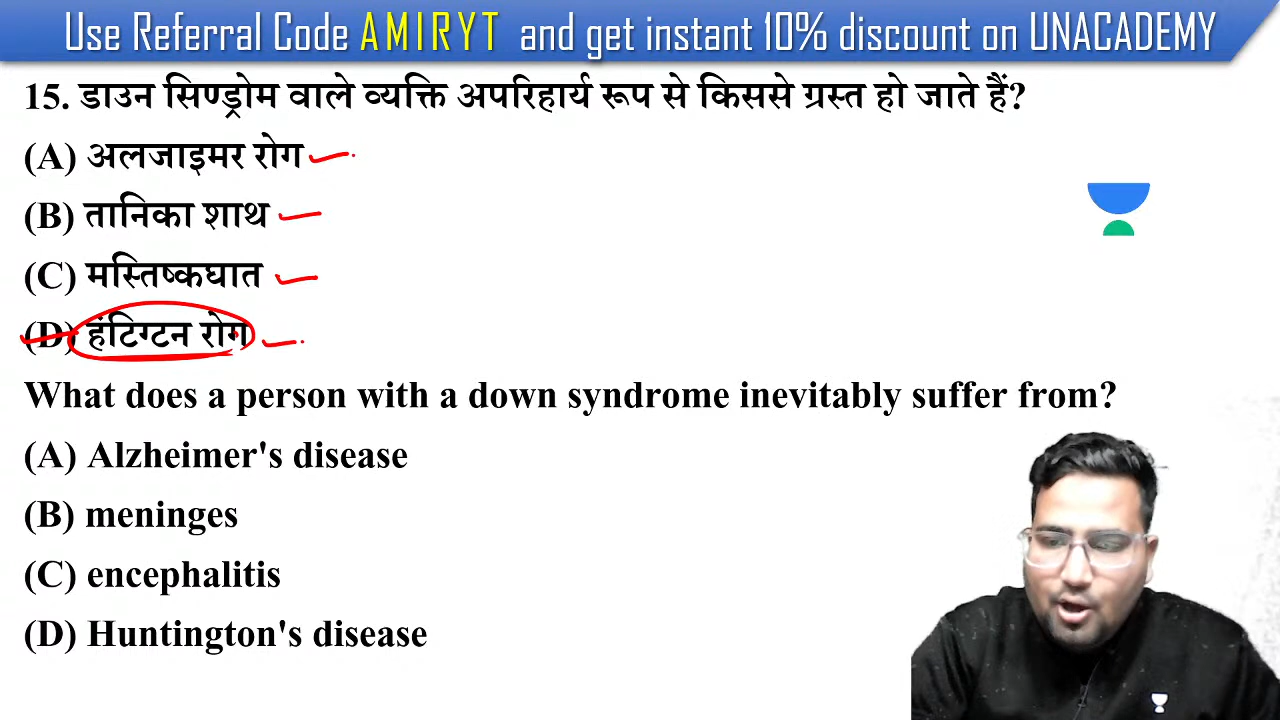 Use Referral Code AMIRYT and get instant 10% discount on UNACADEMY
15. डाउन सिण्ड्रोम वाले व्यक्ति अपरिहार्य रूप से किससे ग्रस्त हो जाते हैं?
(A) अलजाइमर रोग
(B) तानिका शाथ
(C) मस्तिष्कघात
(D) हंटिग्टन रोग
What does a person with a down syndrome inevitably suffer from?
(A) Alzheimer's disease
(B) meninges
(C) encephalitis
(D) Huntington's disease